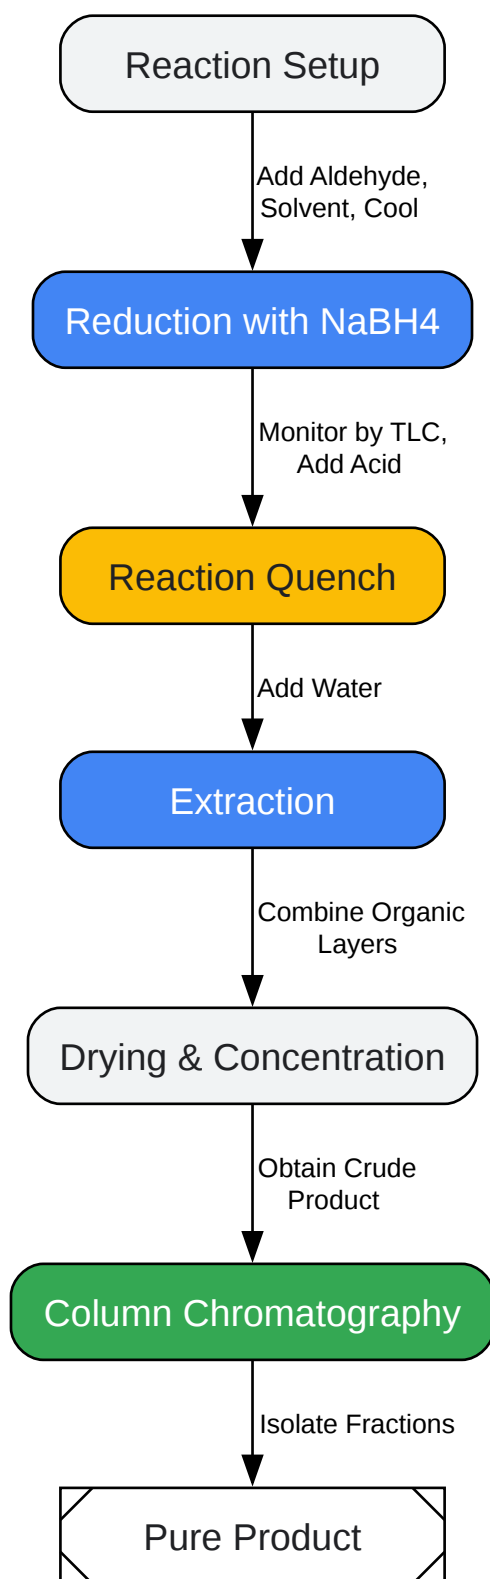 Reaction Setup
Add Aldehyde,
Solvent, Cool
Reduction with NaBH4
Monitor by TLC,
Add Acid
Reaction Quench
Add Water
Extraction
Combine Organic
Layers
Drying & Concentration
Obtain Crude
Product
Column Chromatography
Isolate Fractions
Pure Product